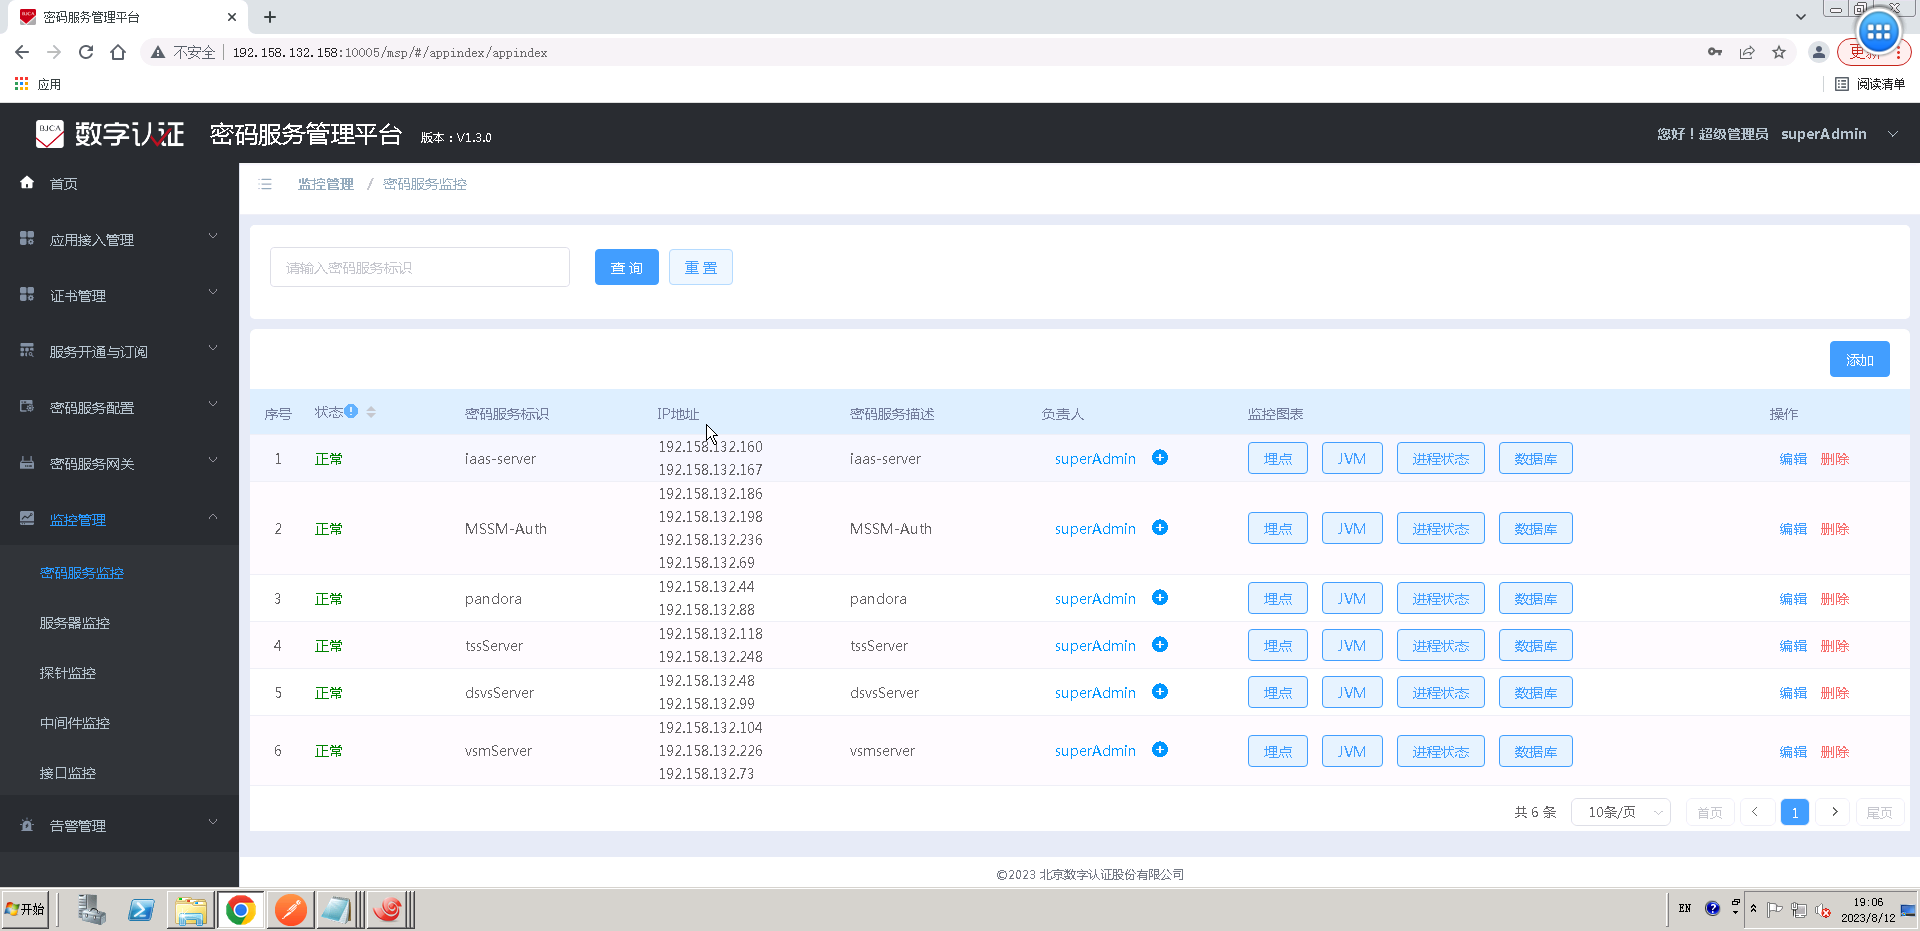 密码服务管理平台
不安全 192.158.132.158:10005/msp/#/appindex/appindex
应用
阅读清单
BJCA 数字认证 密码服务管理平台 版本：V1.3.0
您好！超级管理员 superAdmin
首页
应用接入管理
证书管理
服务开通与订阅
密码服务配置
密码服务网关
监控管理
密码服务监控
服务器监控
探针监控
中间件监控
接口监控
告警管理
监控管理 / 密码服务监控
请输入密码服务标识 查询 重置
添加
序号 状态 密码服务标识 IP地址 密码服务描述 负责人 监控图表 操作
1 正常 iaas-server 192.158.132.160 192.158.132.167 iaas-server superAdmin 埋点 JVM 进程状态 数据库 编辑 删除
2 正常 MSSM-Auth 192.158.132.186 192.158.132.198 192.158.132.236 192.158.132.69 MSSM-Auth superAdmin 埋点 JVM 进程状态 数据库 编辑 删除
3 正常 pandora 192.158.132.44 192.158.132.88 pandora superAdmin 埋点 JVM 进程状态 数据库 编辑 删除
4 正常 tssServer 192.158.132.118 192.158.132.248 tssServer superAdmin 埋点 JVM 进程状态 数据库 编辑 删除
5 正常 dsvsServer 192.158.132.48 192.158.132.99 dsvsServer superAdmin 埋点 JVM 进程状态 数据库 编辑 删除
6 正常 vsmServer 192.158.132.104 192.158.132.226 192.158.132.73 vsmserver superAdmin 埋点 JVM 进程状态 数据库 编辑 删除
共 6 条 10条/页 首页 1 尾页
©2023 北京数字认证股份有限公司
开始
EN
19:06
2023/8/12